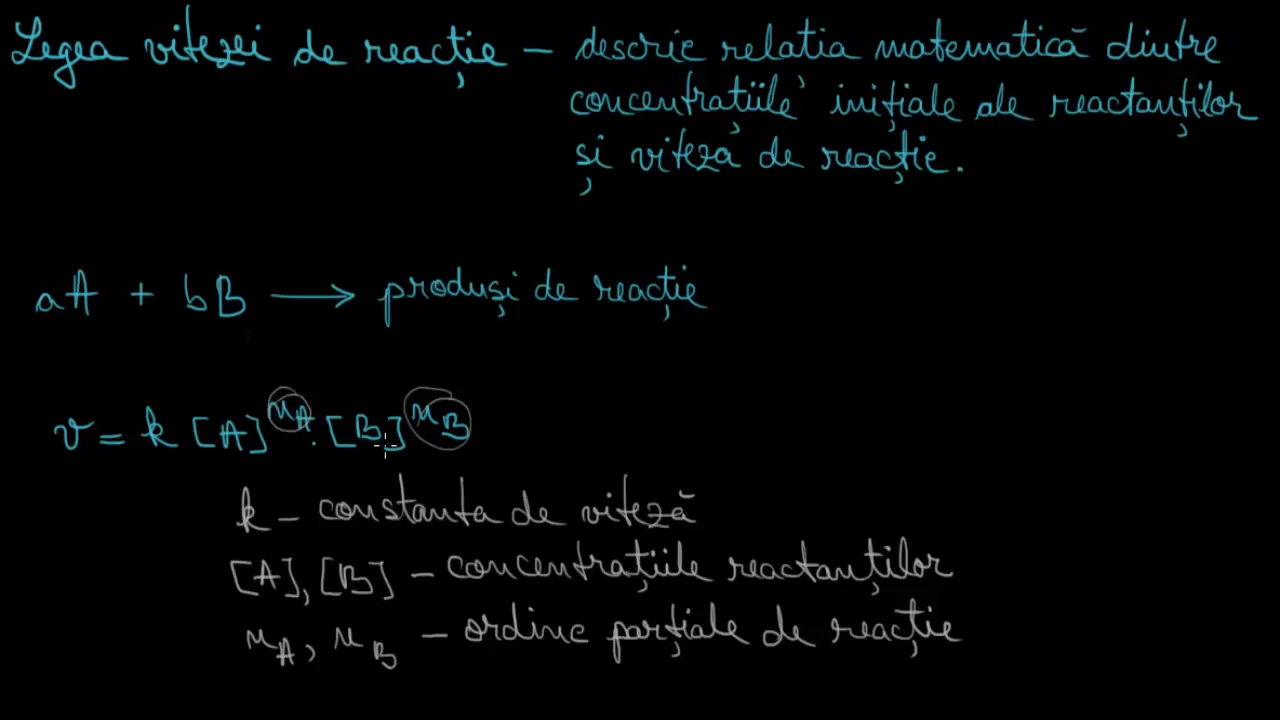 Legea vitezei de reacție – descrie relatia matematică dintre
concentrațiile inițiale ale reactanților
și viteza de reacție.
aA + bB ⟶ produși de reacție
v = k [A]^nA · [B]^nB
k – constanta de viteză
[A], [B] – concentrațiile reactanților
nA, nB – ordine parțiale de reacție